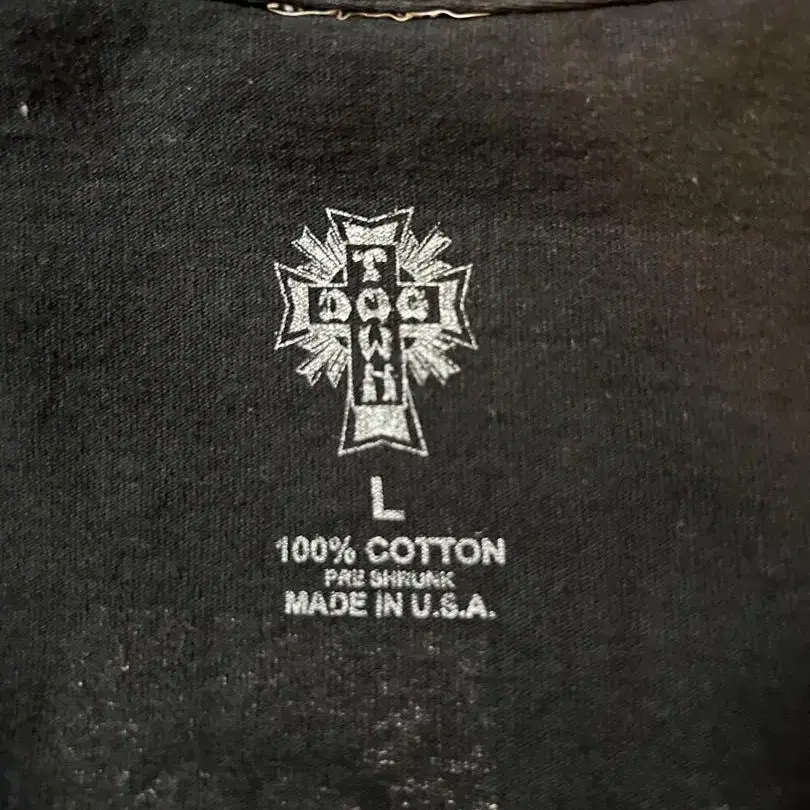 DOG
TOWN
L
100% COTTON
PRE SHRUNK
MADE IN U.S.A.